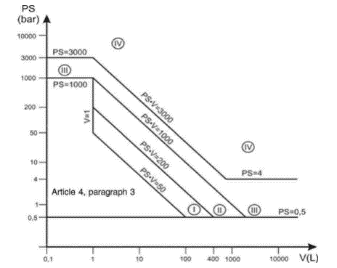 PS
(bar)
10000
IV
3000
PS=3000
III
1000
PS=1000
PS•V=3000
PS•V=1000
200
V=1
PS•V=200
50
PS•V=50
IV
10
4
PS=4
Article 4, paragraph 3
1
I
II
III
PS=0,5
0.5
0,1
1
10
100
400
1000
10000
V(L)